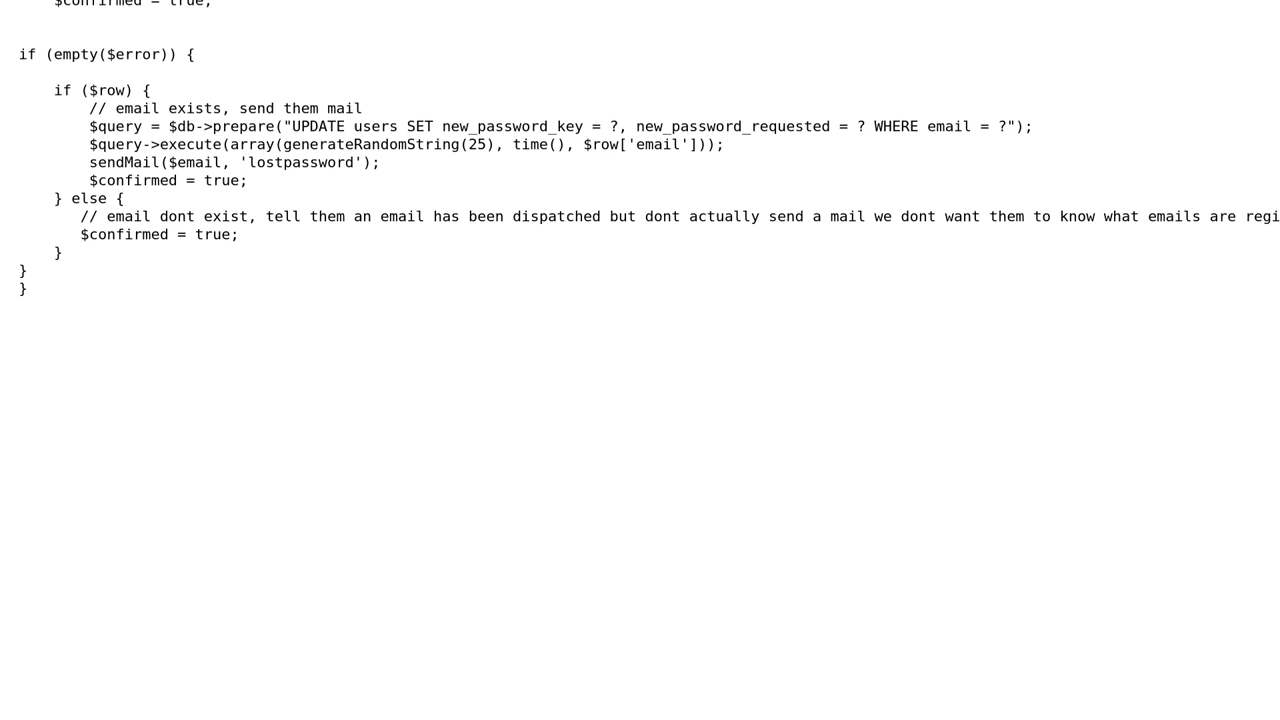 $confirmed = true;
if (empty($error)) {
if ($row) {
// email exists, send them mail
$query = $db->prepare("UPDATE users SET new_password_key = ?, new_password_requested = ? WHERE email = ?");
$query->execute(array(generateRandomString(25), time(), $row['email']));
sendMail($email, 'lostpassword');
$confirmed = true;
} else {
// email dont exist, tell them an email has been dispatched but dont actually send a mail we dont want them to know what emails are regi
$confirmed = true;
}
}
}